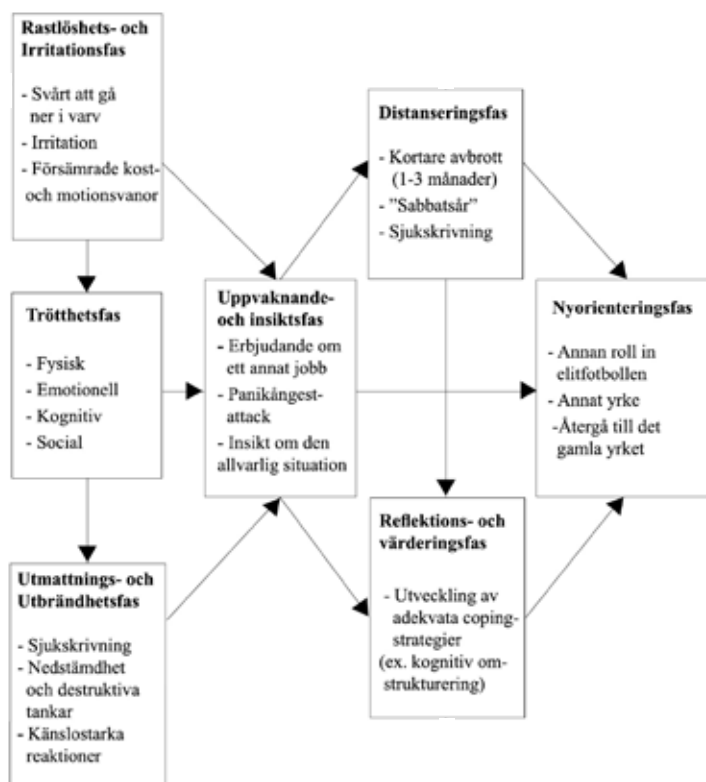 Rastlöshets- och
Irritationsfas
- Svårt att gå
ner i varv
- Irritation
- Försämrade kost-
och motionsvanor
Trötthetsfas
- Fysisk
- Emotionell
- Kognitiv
- Social
Utmattnings- och
Utbrändhetsfas
- Sjukskrivning
- Nedstämdhet
och destruktiva
tankar
- Känslostarka
reaktioner
Uppvaknande-
och insiktsfas
- Erbjudande om
ett annat jobb
- Panikångest-
attack
- Insikt om den
allvarlig situation
Distanseringsfas
- Kortare avbrott
(1-3 månader)
- ”Sabbatsår”
- Sjukskrivning
Reflektions- och
värderingsfas
- Utveckling av
adekvata coping-
strategier
(ex. kognitiv om-
strukturering)
Nyorienteringsfas
- Annan roll in
elitfotbollen
- Annat yrke
-Återgå till det
gamla yrket